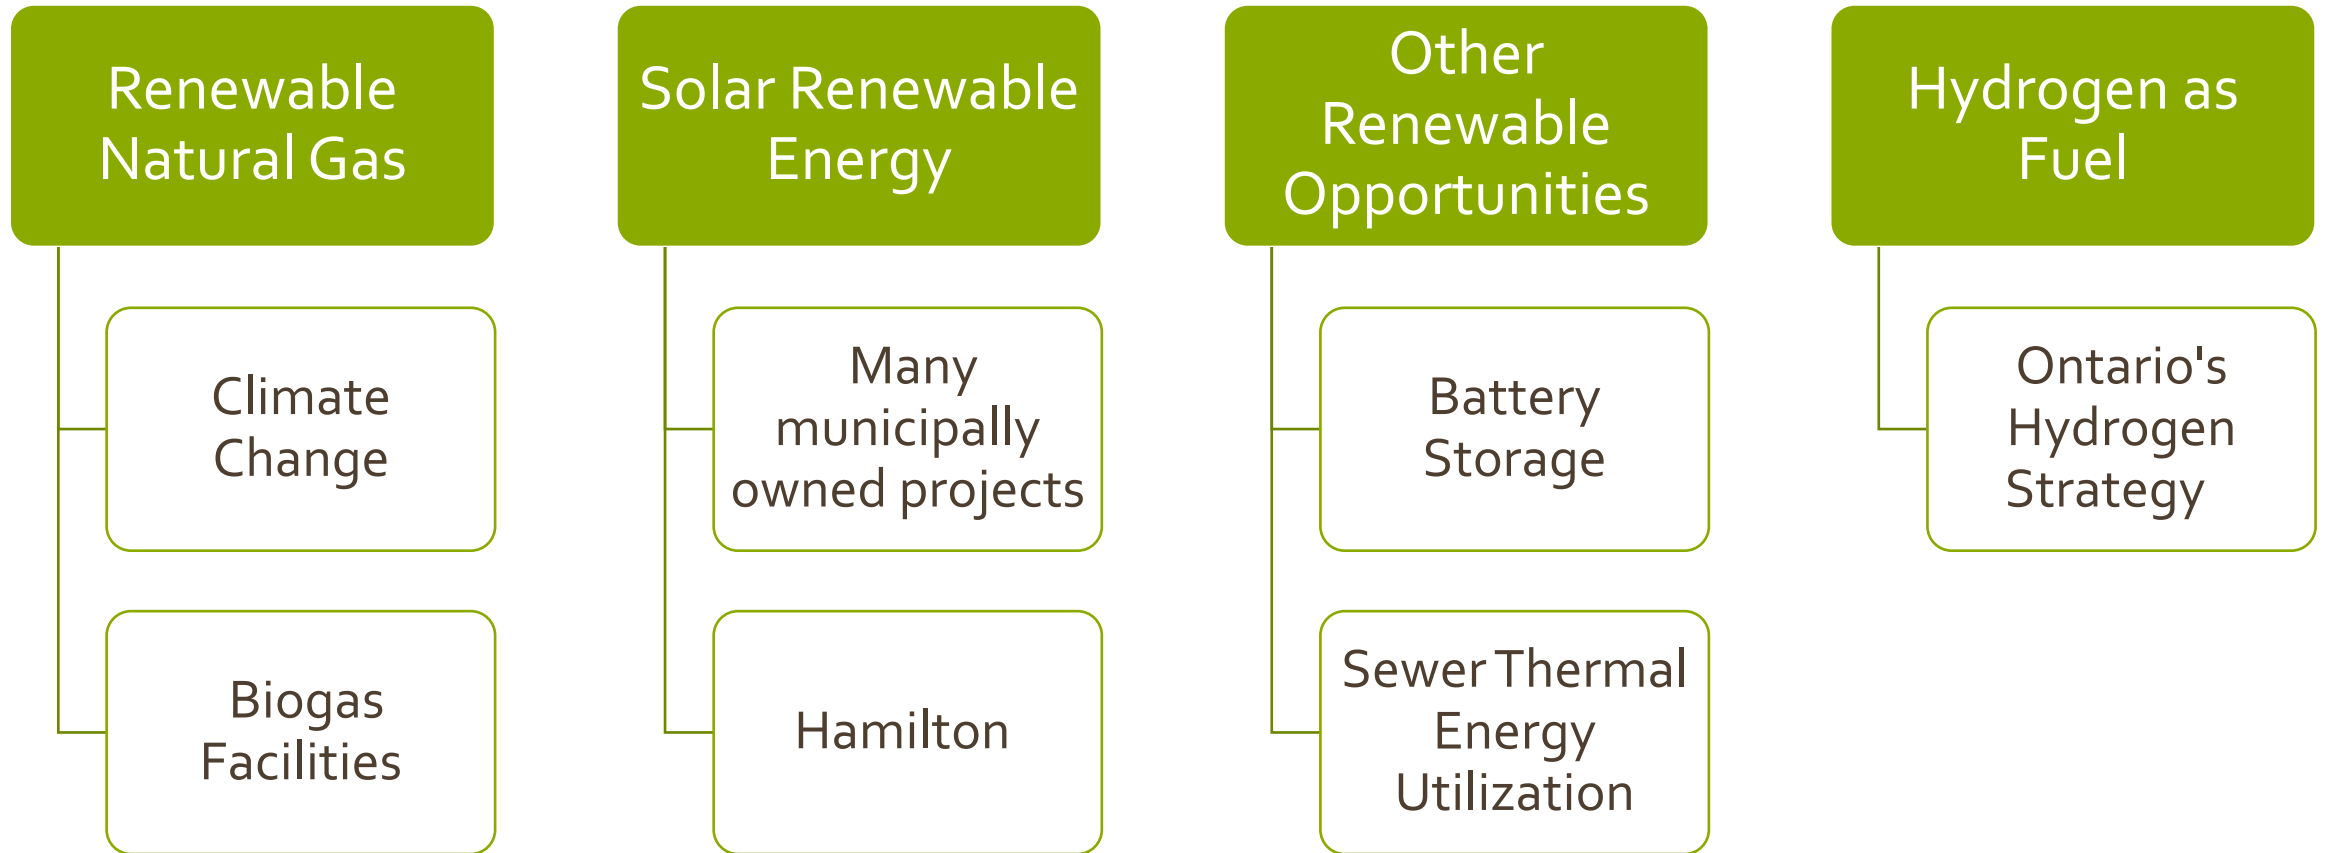 Renewable
Natural Gas
Climate
Change
Biogas
Facilities
Solar Renewable
Energy
Many
municipally
owned projects
Hamilton
Other
Renewable
Opportunities
Battery
Storage
Sewer Thermal
Energy
Utilization
Hydrogen as
Fuel
Ontario's
Hydrogen
Strategy